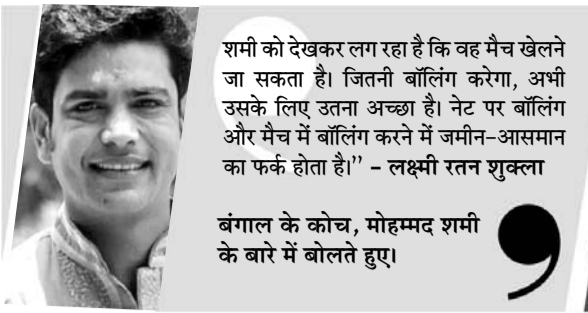 शमी को देखकर लग रहा है कि वह मैच खेलने
जा सकता है। जितनी बॉलिंग करेगा, अभी
उसके लिए उतना अच्छा है। नेट पर बॉलिंग
और मैच में बॉलिंग करने में जमीन-आसमान
का फर्क होता है।’’ - लक्ष्मी रतन शुक्ला
बंगाल के कोच, मोहम्मद शमी
के बारे में बोलते हुए।